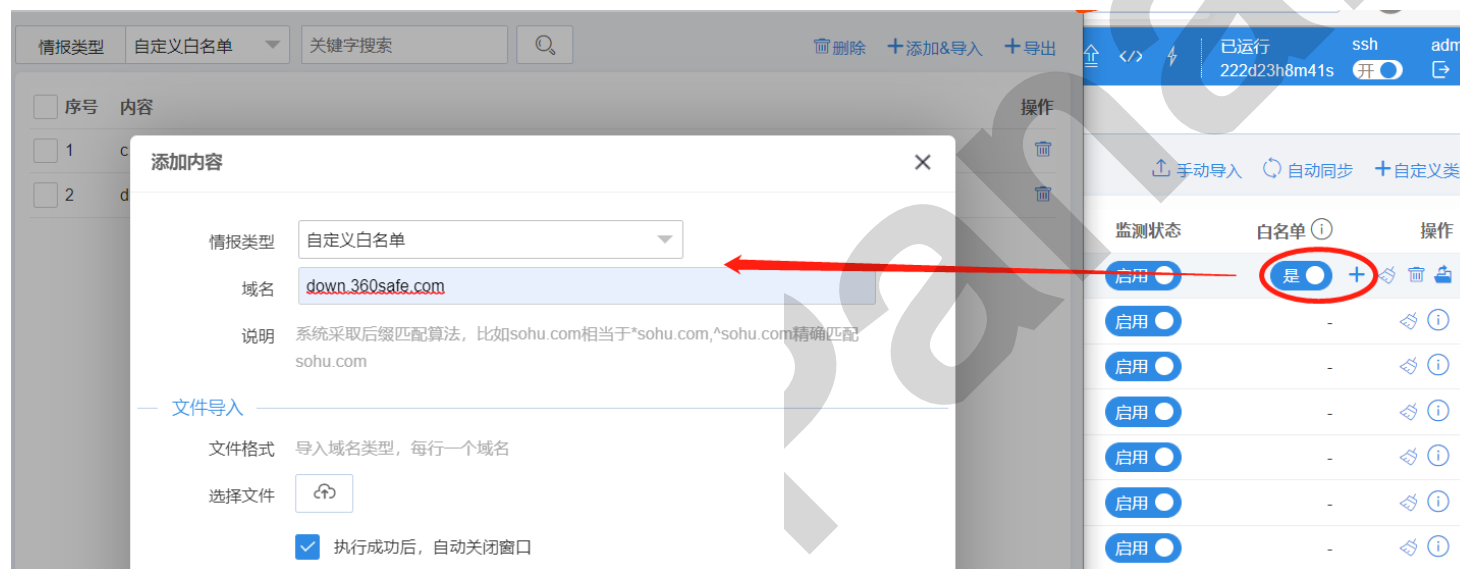 情报类型 自定义白名单 关键字搜索 删除 添加&导入 导出
序号 内容 操作
1 c
2 d
添加内容
情报类型 自定义白名单
域名 down.360safe.com
说明 系统采取后缀匹配算法，比如sohu.com相当于*sohu.com,^sohu.com精确匹配
sohu.com
文件导入
文件格式 导入域名类型，每行一个域名
选择文件
执行成功后，自动关闭窗口
已运行 ssh adm
222d23h8m41s 开
手动导入 自动同步 自定义类
监测状态 白名单 操作
启用 是
启用 -
启用 -
启用 -
启用 -
启用 -
启用 -